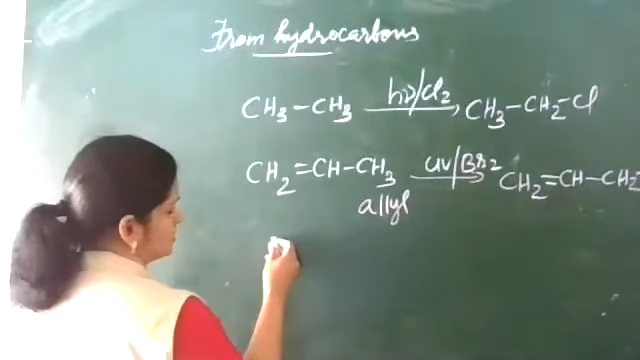 From hydrocarbons
CH3-CH3 hν/Cl2 CH3-CH2-Cl
CH2=CH-CH3 UV/Br2 CH2=CH-CH2
allyl